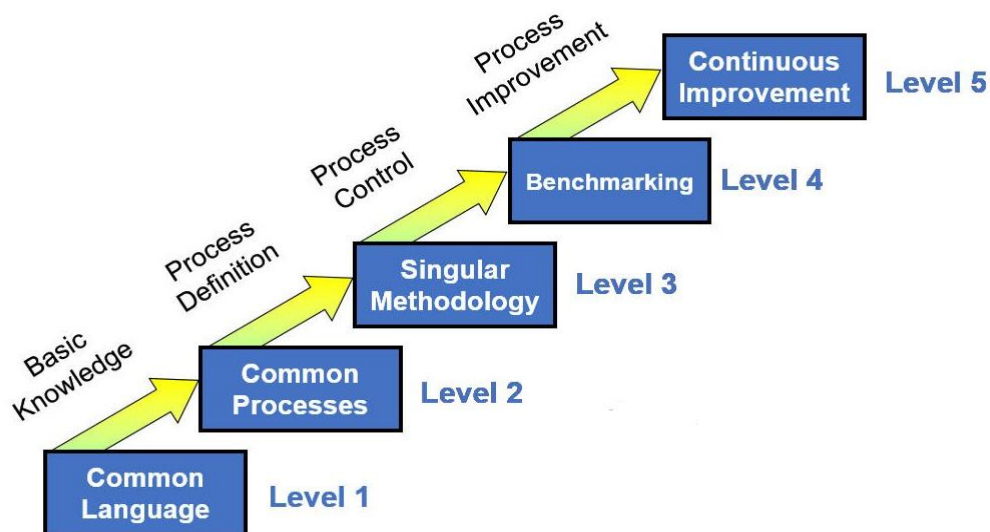 Process
Improvement
Continuous
Improvement
Level 5
Process
Control
Benchmarking
Level 4
Process
Definition
Singular
Methodology
Level 3
Basic
Knowledge
Common
Processes
Level 2
Common
Language
Level 1